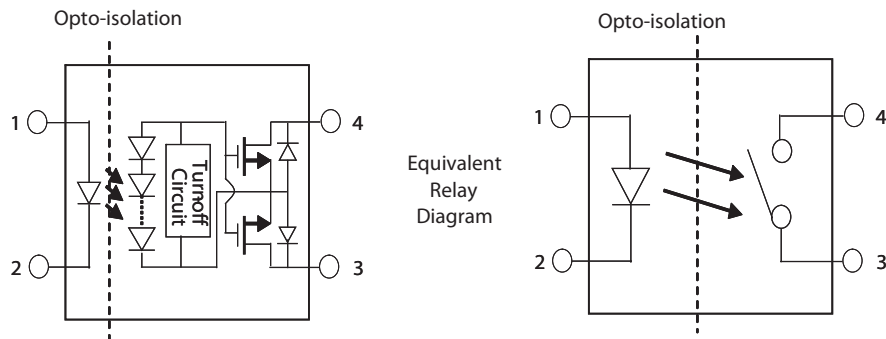 Opto-isolation
1
2
Turnoff
Circuit
4
3
Equivalent
Relay
Diagram
Opto-isolation
1
2
4
3